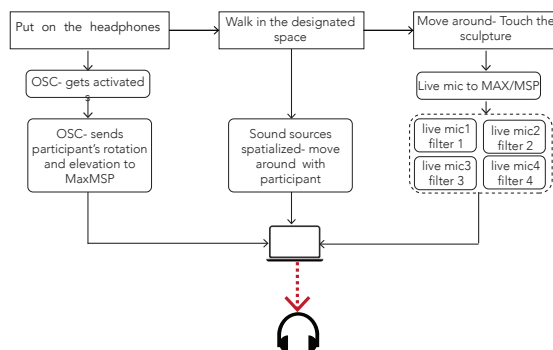 Put on the headphones
Walk in the designated
space
Move around- Touch the
sculpture
OSC- gets activated
s
Live mic to MAX/MSP
OSC- sends
participant's rotation
and elevation to
MaxMSP
Sound sources
spatialized- move
around with
participant
live mic1
filter 1
live mic2
filter 2
live mic3
filter 3
live mic4
filter 4